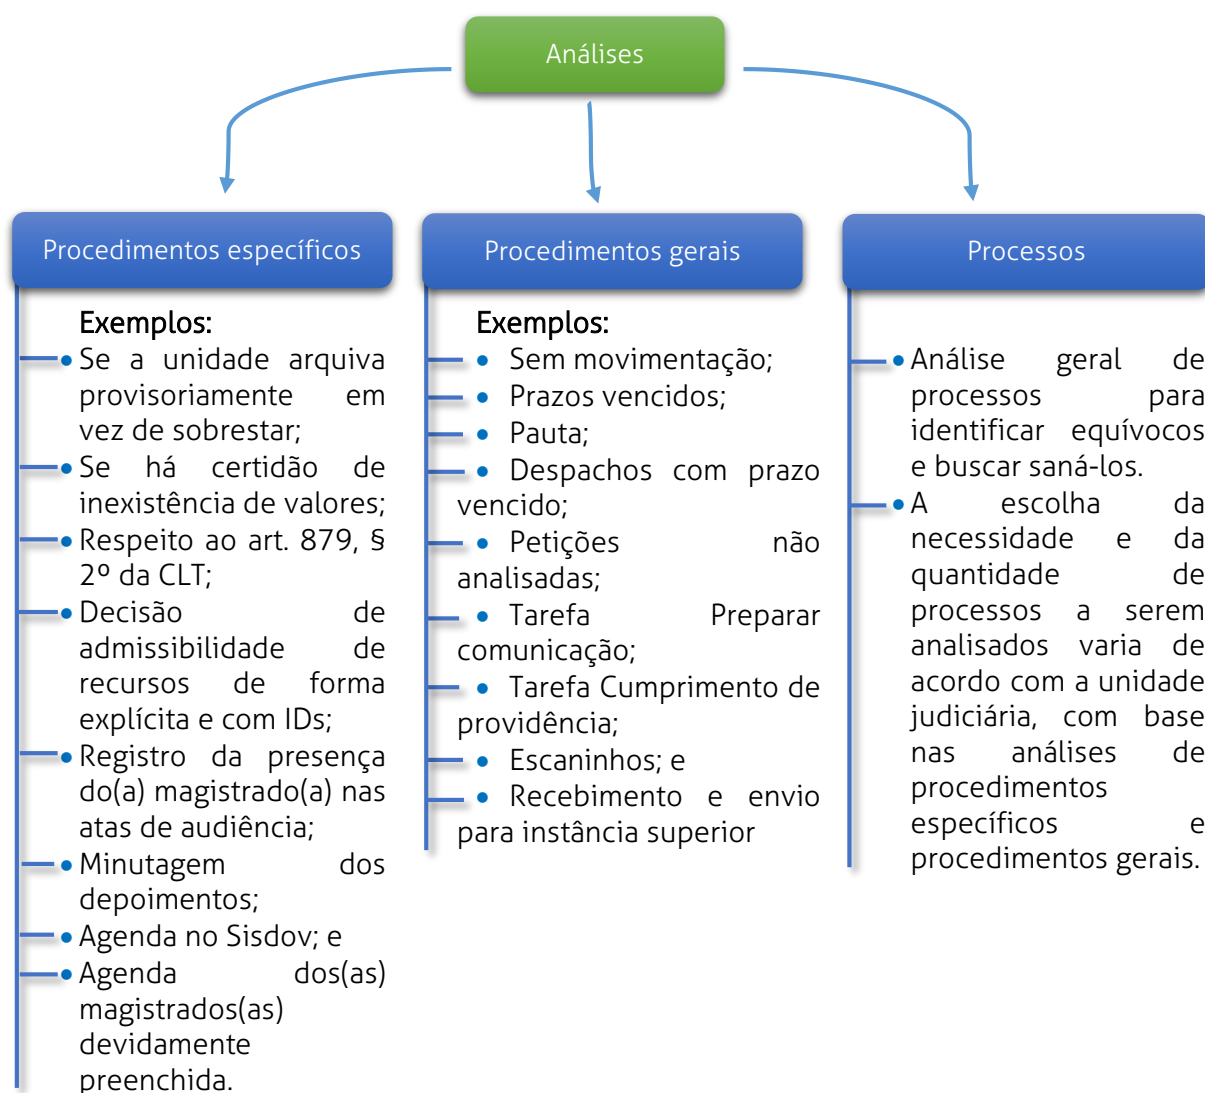 Análises
Procedimentos específicos
Exemplos:
• Se a unidade arquiva
provisoriamente em
vez de sobrestar;
• Se há certidão de
inexistência de valores;
• Respeito ao art. 879, §
2º da CLT;
• Decisão de
admissibilidade de
recursos de forma
explícita e com IDs;
• Registro da presença
do(a) magistrado(a) nas
atas de audiência;
• Minutagem dos
depoimentos;
• Agenda no Sisdov; e
• Agenda dos(as)
magistrados(as)
devidamente
preenchida.
Procedimentos gerais
Exemplos:
• Sem movimentação;
• Prazos vencidos;
• Pauta;
• Despachos com prazo
vencido;
• Petições não
analisadas;
• Tarefa Preparar
comunicação;
• Tarefa Cumprimento de
providência;
• Escaninhos; e
• Recebimento e envio
para instância superior
Processos
• Análise geral de
processos para
identificar equívocos
e buscar saná-los.
• A escolha da
necessidade e da
quantidade de
processos a serem
analisados varia de
acordo com a unidade
judiciária, com base
nas análises de
procedimentos
específicos e
procedimentos gerais.